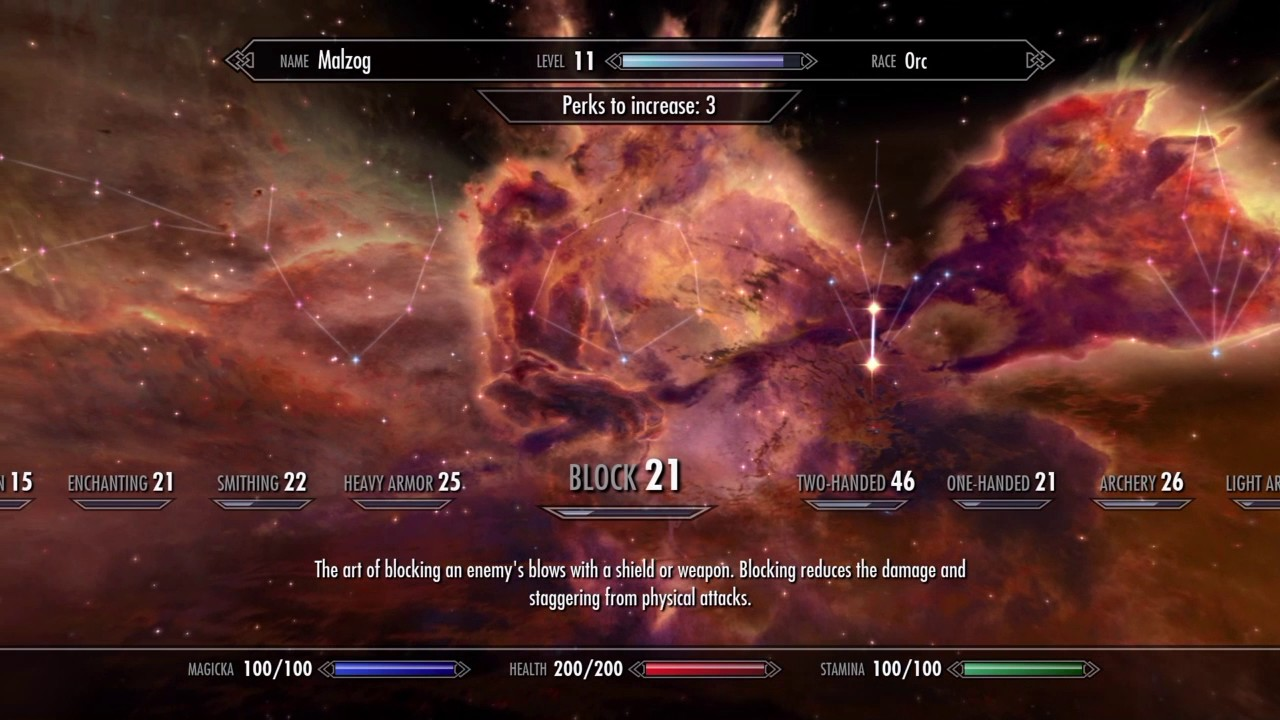 NAME Malzog LEVEL 11 RACE Orc
Perks to increase: 3
N 15 ENCHANTING 21 SMITHING 22 HEAVY ARMOR 25 BLOCK 21 TWO-HANDED 46 ONE-HANDED 21 ARCHERY 26 LIGHT AR
The art of blocking an enemy's blows with a shield or weapon. Blocking reduces the damage and
staggering from physical attacks.
MAGICKA 100/100 HEALTH 200/200 STAMINA 100/100